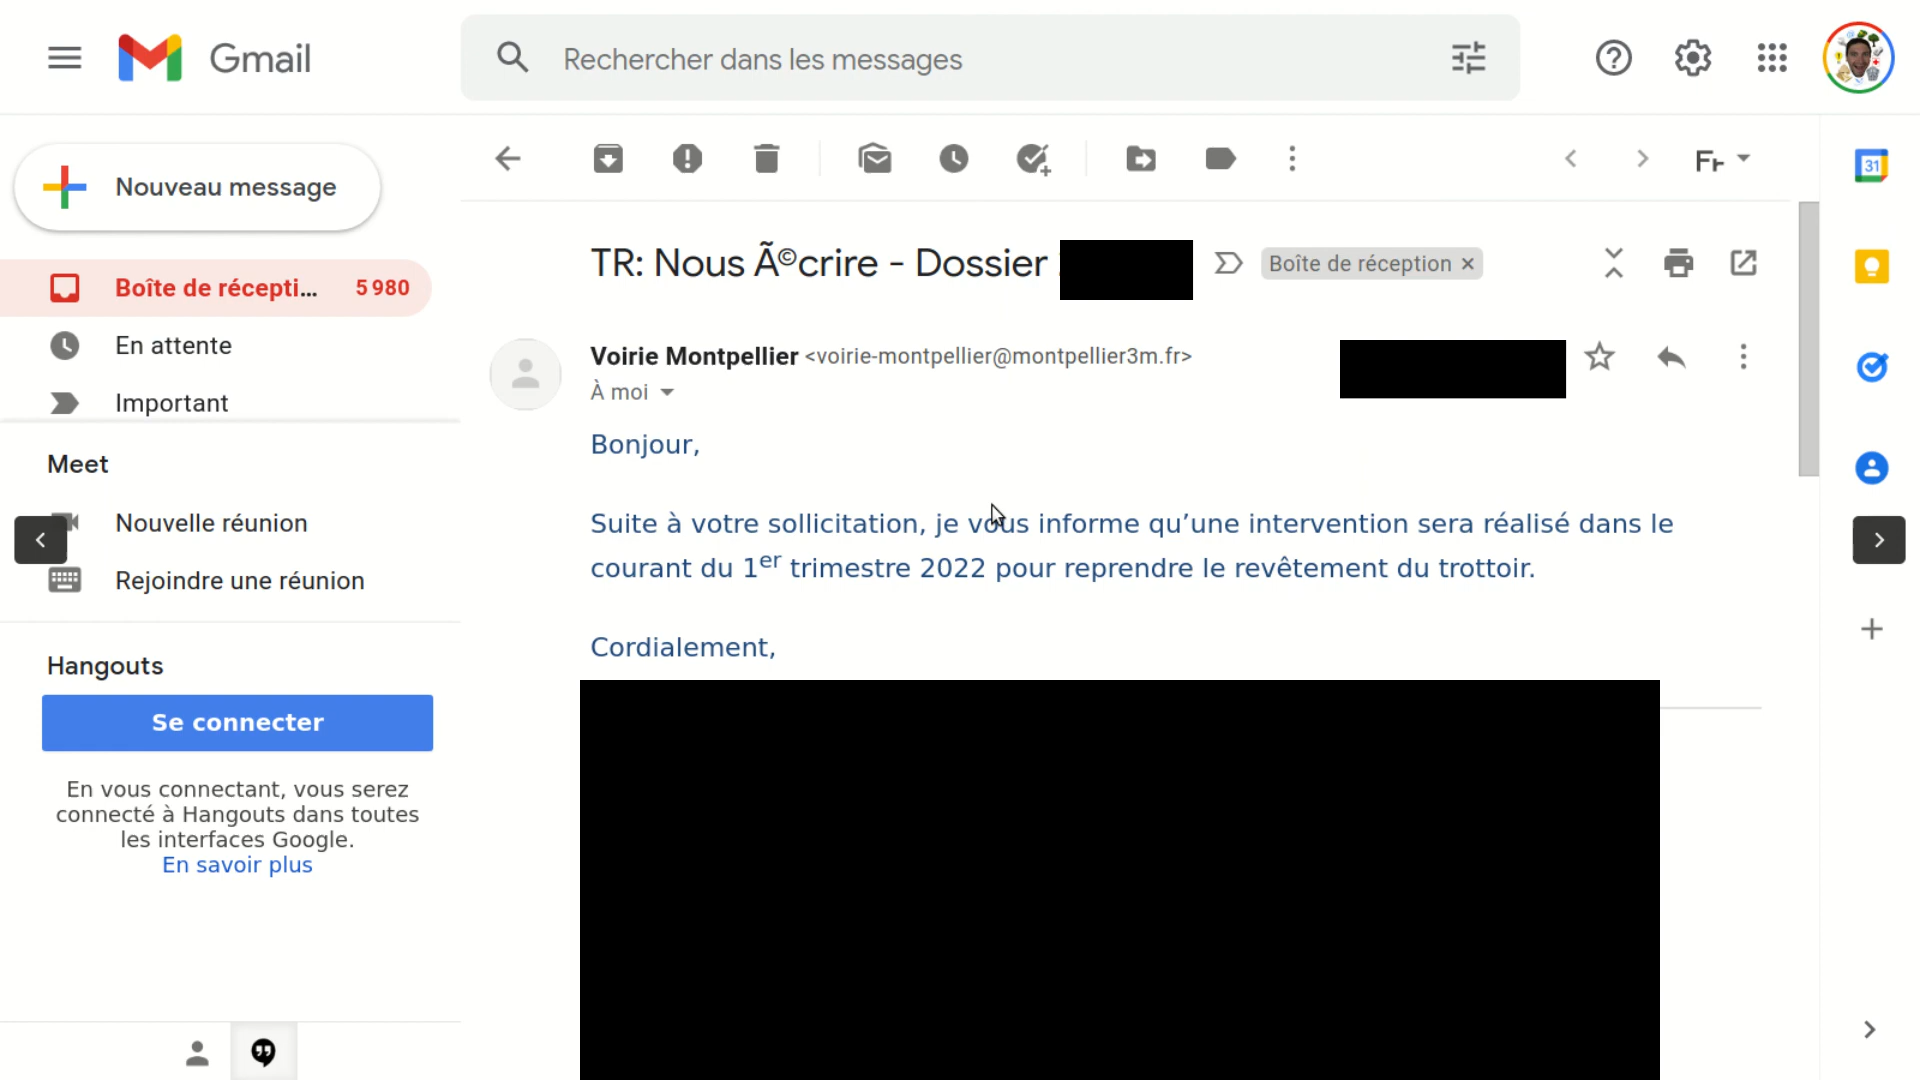 Gmail
Rechercher dans les messages
Nouveau message
Boîte de récepti... 5 980
En attente
Important
Meet
Nouvelle réunion
Rejoindre une réunion
Hangouts
Se connecter
En vous connectant, vous serez
connecté à Hangouts dans toutes
les interfaces Google.
En savoir plus
Fr
TR: Nous Ã©crire - Dossier
Boîte de réception ×
Voirie Montpellier <voirie-montpellier@montpellier3m.fr>
À moi
Bonjour,
Suite à votre sollicitation, je vous informe qu’une intervention sera réalisé dans le
courant du 1er trimestre 2022 pour reprendre le revêtement du trottoir.
Cordialement,
31